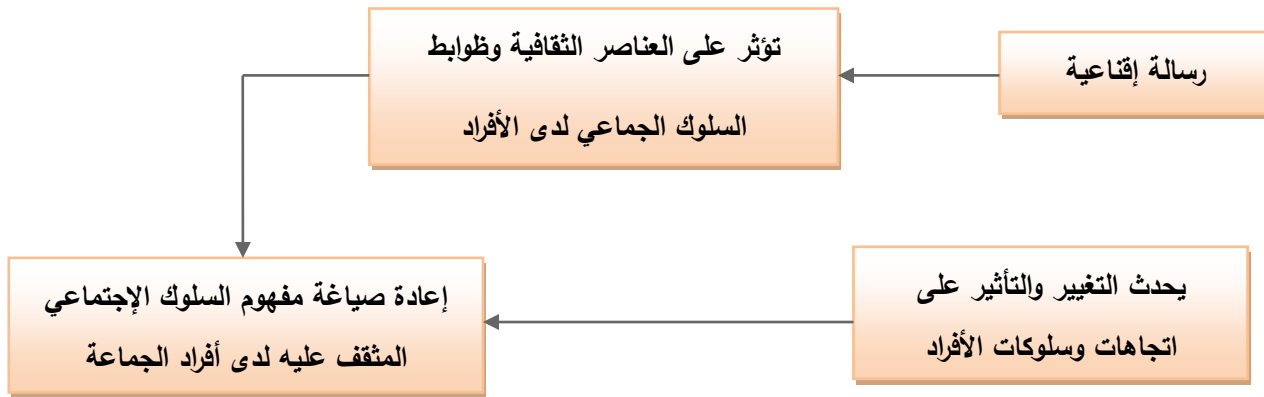 رسالة إقناعية
تؤثر على العناصر الثقافية وظوابط
السلوك الجماعي لدى الأفراد
يحدث التغيير والتأثير على
اتجاهات وسلوكات الأفراد
إعادة صياغة مفهوم السلوك الإجتماعي
المثقف عليه لدى أفراد الجماعة